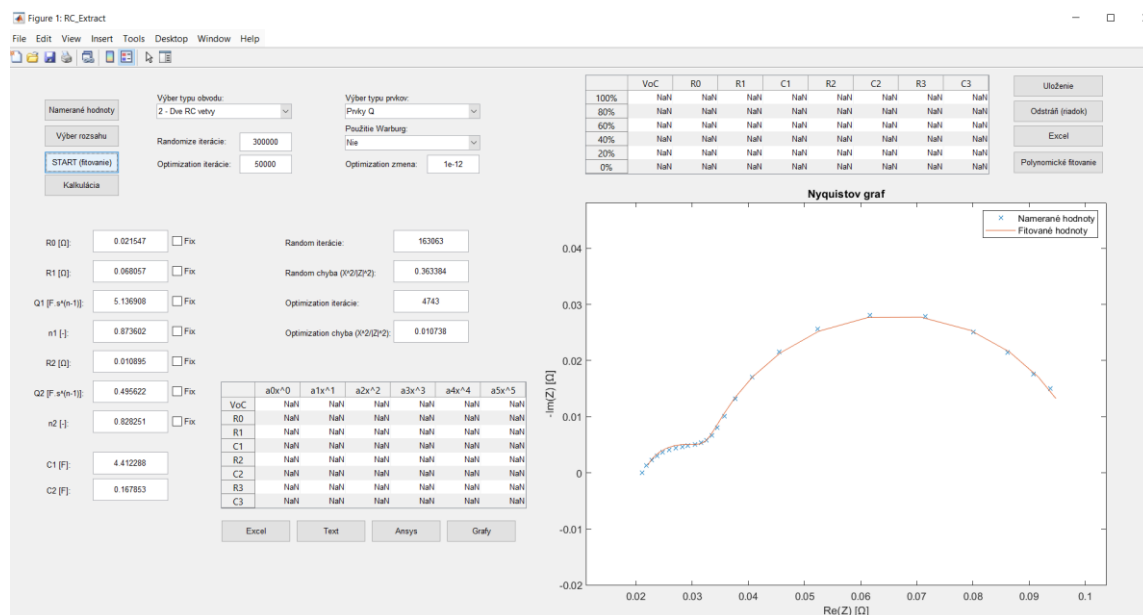 Figure 1: RC_Extract
File Edit View Insert Tools Desktop Window Help
Namerané hodnoty
Výber rozsahu
START (fitovanie)
Kalkulácia
Výber typu obvodu:
2 - Dve RC vetvy
Randomize iterácie: 300000
Optimization iterácie: 50000
Výber typu prvkov:
Prvky Q
Použitie Warburg:
Nie
Optimization zmena: 1e-12
VoC R0 R1 C1 R2 C2 R3 C3
100% NaN NaN NaN NaN NaN NaN NaN NaN
80% NaN NaN NaN NaN NaN NaN NaN NaN
60% NaN NaN NaN NaN NaN NaN NaN NaN
40% NaN NaN NaN NaN NaN NaN NaN NaN
20% NaN NaN NaN NaN NaN NaN NaN NaN
0% NaN NaN NaN NaN NaN NaN NaN NaN
Uloženie
Odstráň (riadok)
Excel
Polynomické fitovanie
R0 [Ω]: 0.021547 Fix
R1 [Ω]: 0.068057 Fix
Q1 [F.s^(n-1)]: 5.136908 Fix
n1 [-]: 0.873602 Fix
R2 [Ω]: 0.010895 Fix
Q2 [F.s^(n-1)]: 0.495622 Fix
n2 [-]: 0.828251 Fix
C1 [F]: 4.412288
C2 [F]: 0.167853
Random iterácie: 163063
Random chyba (X^2/|Z|^2): 0.363384
Optimization iterácie: 4743
Optimization chyba (X^2/|Z|^2): 0.010738
a0x^0 a1x^1 a2x^2 a3x^3 a4x^4 a5x^5
VoC NaN NaN NaN NaN NaN NaN
R0 NaN NaN NaN NaN NaN NaN
R1 NaN NaN NaN NaN NaN NaN
C1 NaN NaN NaN NaN NaN NaN
R2 NaN NaN NaN NaN NaN NaN
C2 NaN NaN NaN NaN NaN NaN
R3 NaN NaN NaN NaN NaN NaN
C3 NaN NaN NaN NaN NaN NaN
Excel Text Ansys Grafy
Nyquistov graf
Namerané hodnoty
Fitované hodnoty
-Im(Z) [Ω]
0.04
0.03
0.02
0.01
0
-0.01
-0.02
0.02 0.03 0.04 0.05 0.06 0.07 0.08 0.09 0.1
Re(Z) [Ω]